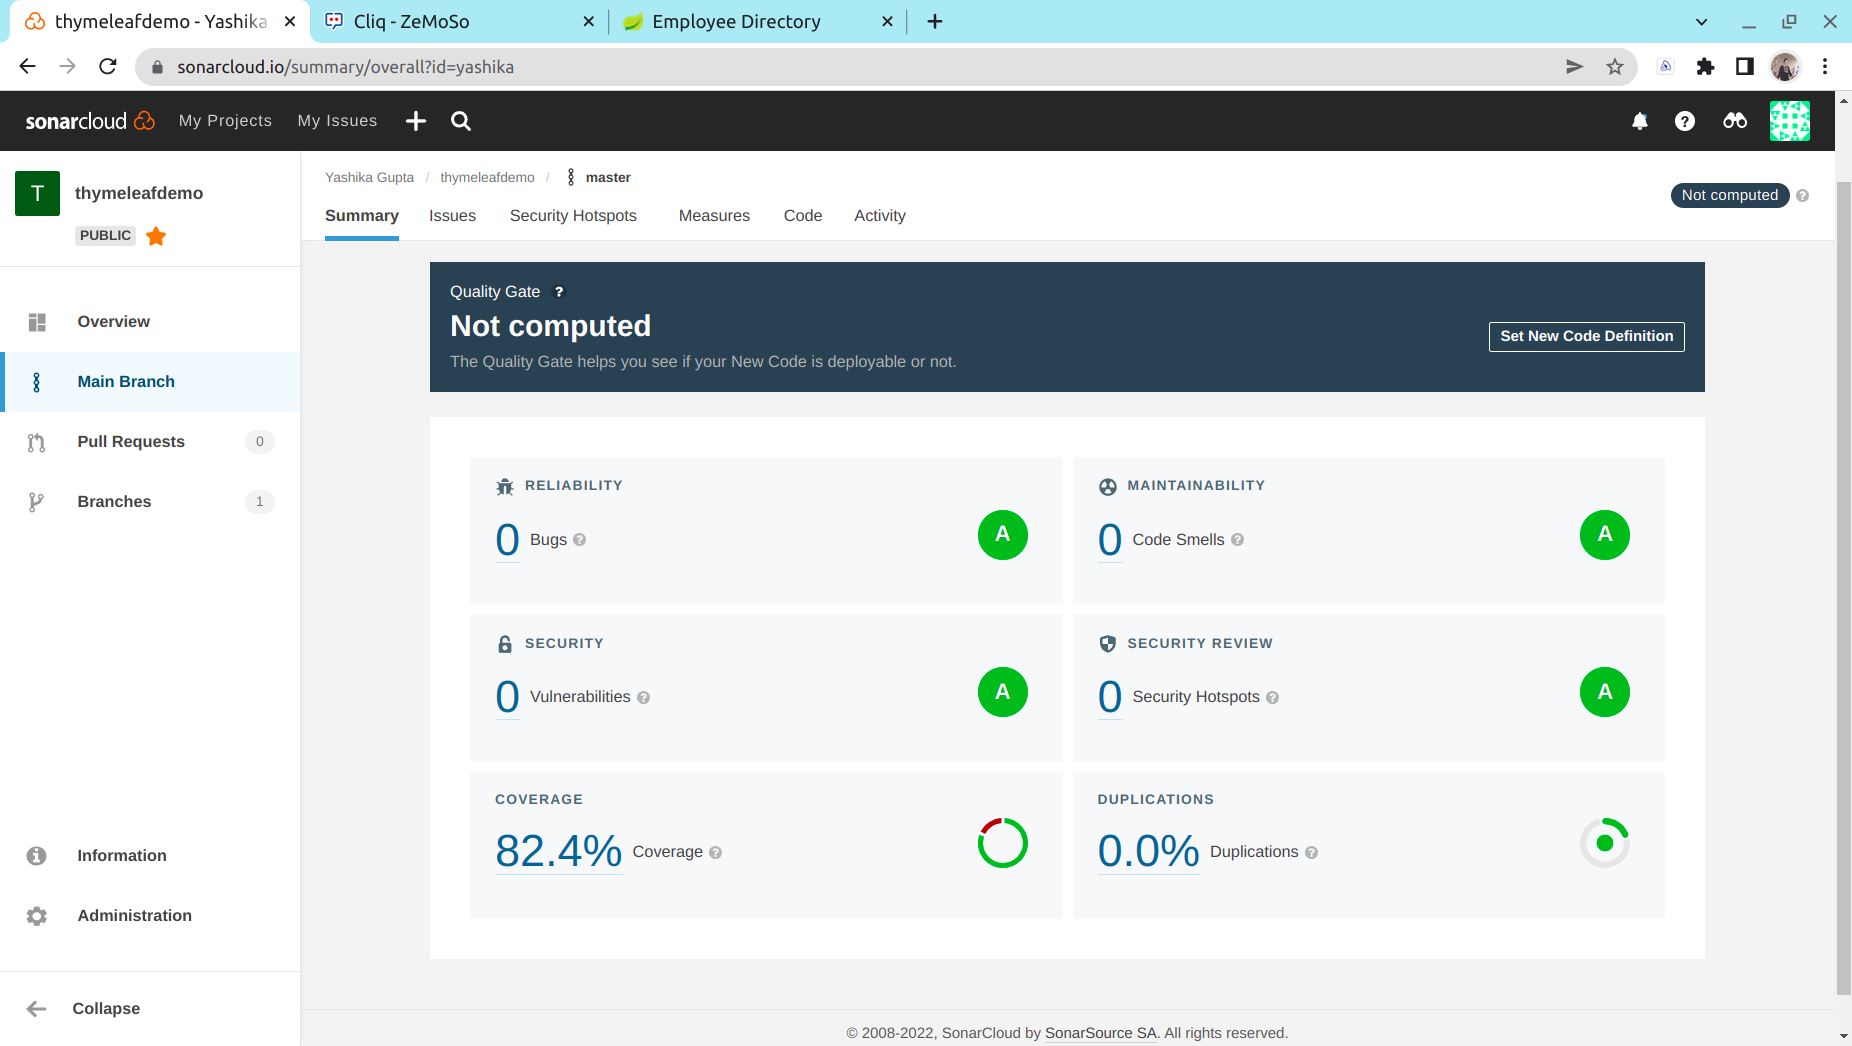 thymeleafdemo - Yashika
Cliq - ZeMoSo
Employee Directory
sonarcloud.io/summary/overall?id=yashika
sonarcloud
My Projects
My Issues
T
thymeleafdemo
PUBLIC
Overview
Main Branch
Pull Requests 0
Branches 1
Information
Administration
Collapse
Yashika Gupta / thymeleafdemo / master
Not computed ?
Summary
Issues
Security Hotspots
Measures
Code
Activity
Quality Gate ?
Not computed
The Quality Gate helps you see if your New Code is deployable or not.
Set New Code Definition
RELIABILITY
0 Bugs ?
A
MAINTAINABILITY
0 Code Smells ?
A
SECURITY
0 Vulnerabilities ?
A
SECURITY REVIEW
0 Security Hotspots ?
A
COVERAGE
82.4% Coverage ?
DUPLICATIONS
0.0% Duplications ?
© 2008-2022, SonarCloud by SonarSource SA. All rights reserved.